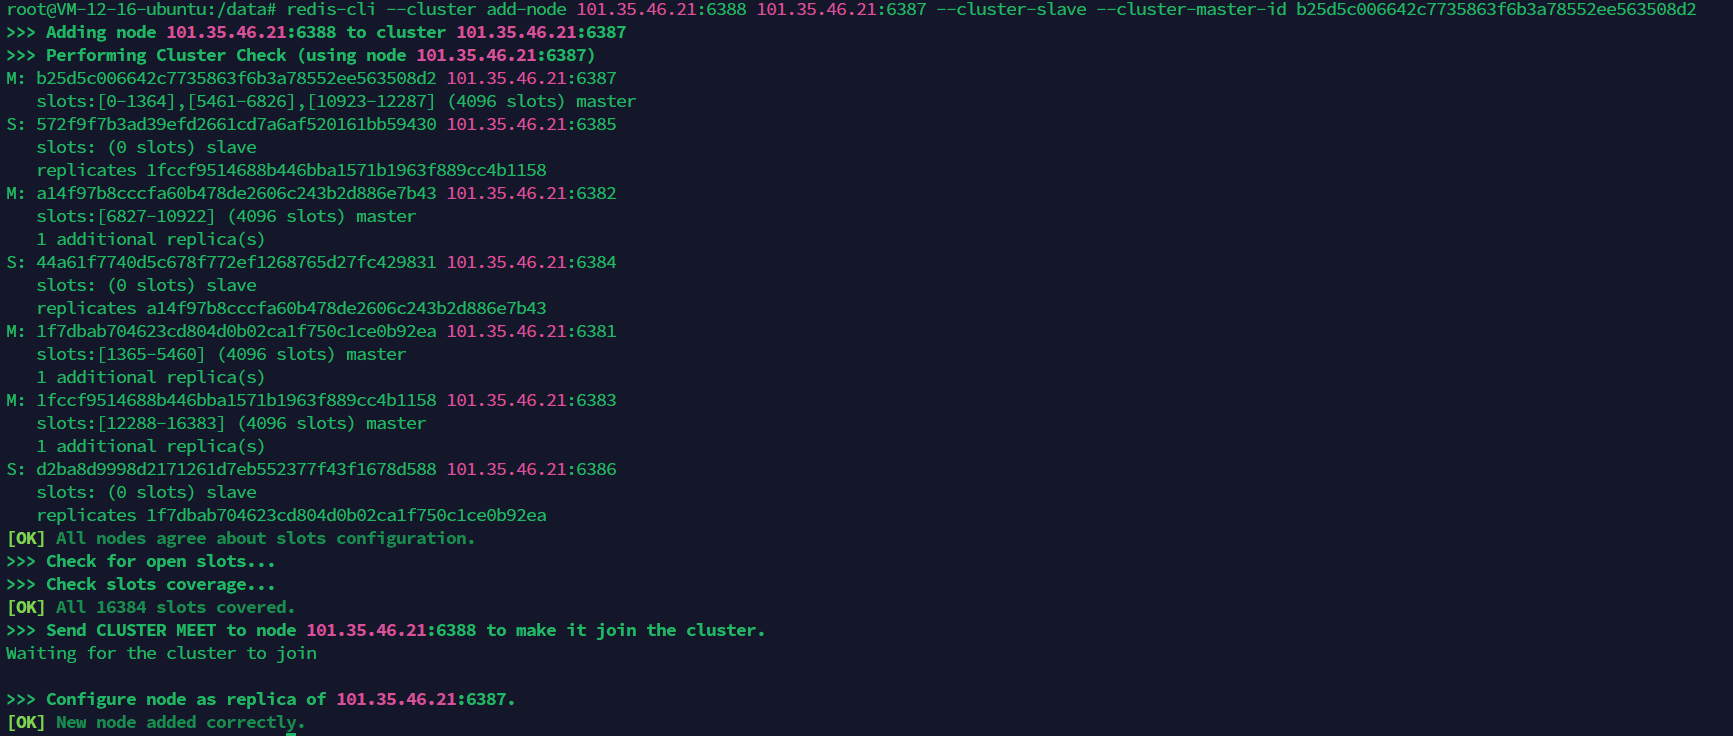 root@VM-12-16-ubuntu:/data# redis-cli --cluster add-node 101.35.46.21:6388 101.35.46.21:6387 --cluster-slave --cluster-master-id b25d5c006642c7735863f6b3a78552ee563508d2
>>> Adding node 101.35.46.21:6388 to cluster 101.35.46.21:6387
>>> Performing Cluster Check (using node 101.35.46.21:6387)
M: b25d5c006642c7735863f6b3a78552ee563508d2 101.35.46.21:6387
   slots:[0-1364],[5461-6826],[10923-12287] (4096 slots) master
S: 572f9f7b3ad39efd2661cd7a6af520161bb59430 101.35.46.21:6385
   slots: (0 slots) slave
   replicates 1fccf9514688b446bba1571b1963f889cc4b1158
M: a14f97b8cccfa60b478de2606c243b2d886e7b43 101.35.46.21:6382
   slots:[6827-10922] (4096 slots) master
   1 additional replica(s)
S: 44a61f7740d5c678f772ef1268765d27fc429831 101.35.46.21:6384
   slots: (0 slots) slave
   replicates a14f97b8cccfa60b478de2606c243b2d886e7b43
M: 1f7dbab704623cd804d0b02ca1f750c1ce0b92ea 101.35.46.21:6381
   slots:[1365-5460] (4096 slots) master
   1 additional replica(s)
M: 1fccf9514688b446bba1571b1963f889cc4b1158 101.35.46.21:6383
   slots:[12288-16383] (4096 slots) master
   1 additional replica(s)
S: d2ba8d9998d2171261d7eb552377f43f1678d588 101.35.46.21:6386
   slots: (0 slots) slave
   replicates 1f7dbab704623cd804d0b02ca1f750c1ce0b92ea
[OK] All nodes agree about slots configuration.
>>> Check for open slots...
>>> Check slots coverage...
[OK] All 16384 slots covered.
>>> Send CLUSTER MEET to node 101.35.46.21:6388 to make it join the cluster.
Waiting for the cluster to join
>>> Configure node as replica of 101.35.46.21:6387.
[OK] New node added correctly.